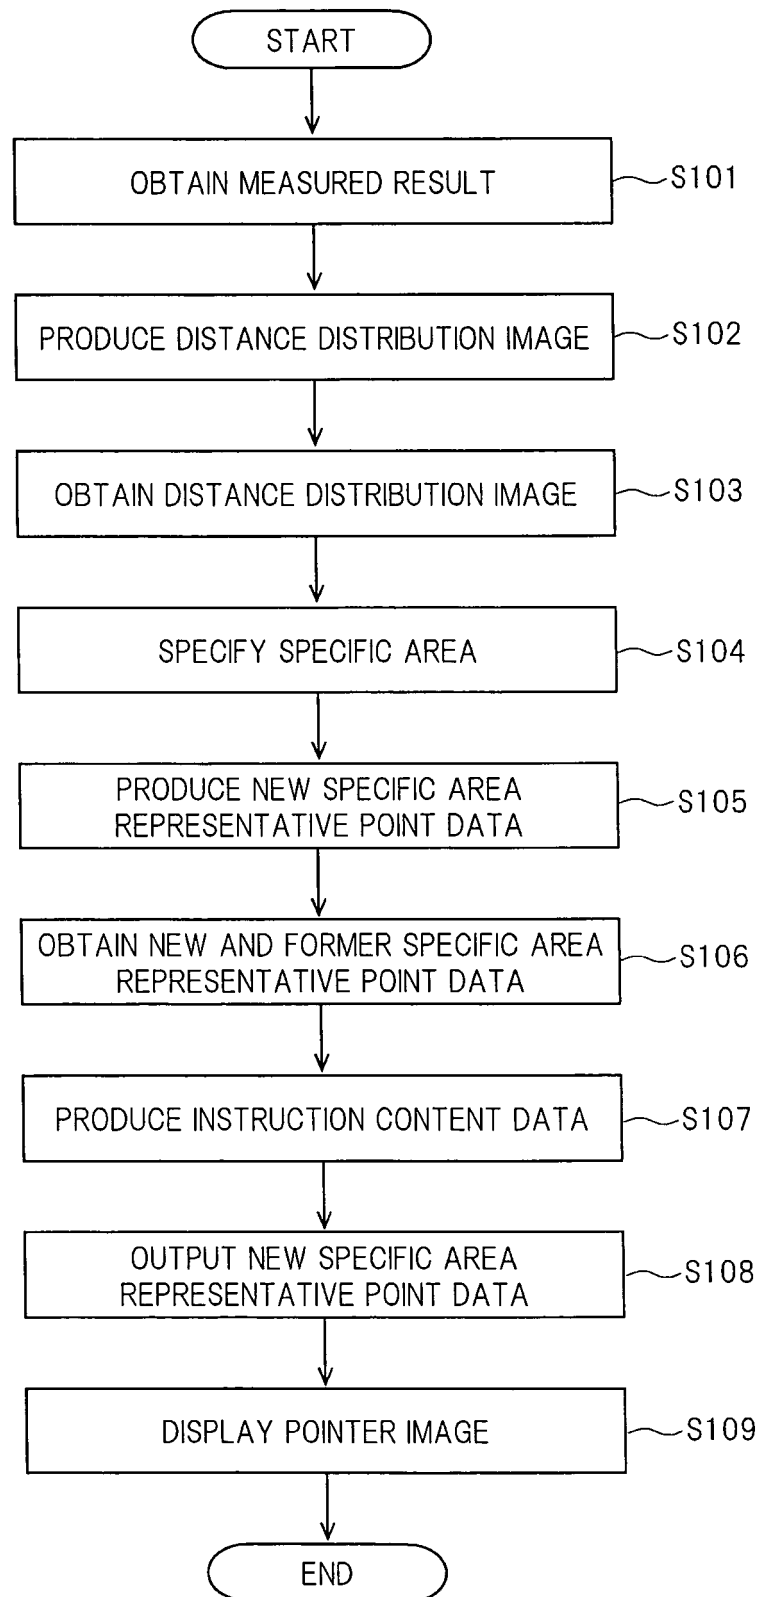 START
OBTAIN MEASURED RESULT
S101
PRODUCE DISTANCE DISTRIBUTION IMAGE
S102
OBTAIN DISTANCE DISTRIBUTION IMAGE
S103
SPECIFY SPECIFIC AREA
S104
PRODUCE NEW SPECIFIC AREA
REPRESENTATIVE POINT DATA
S105
OBTAIN NEW AND FORMER SPECIFIC AREA
REPRESENTATIVE POINT DATA
S106
PRODUCE INSTRUCTION CONTENT DATA
S107
OUTPUT NEW SPECIFIC AREA
REPRESENTATIVE POINT DATA
S108
DISPLAY POINTER IMAGE
S109
END